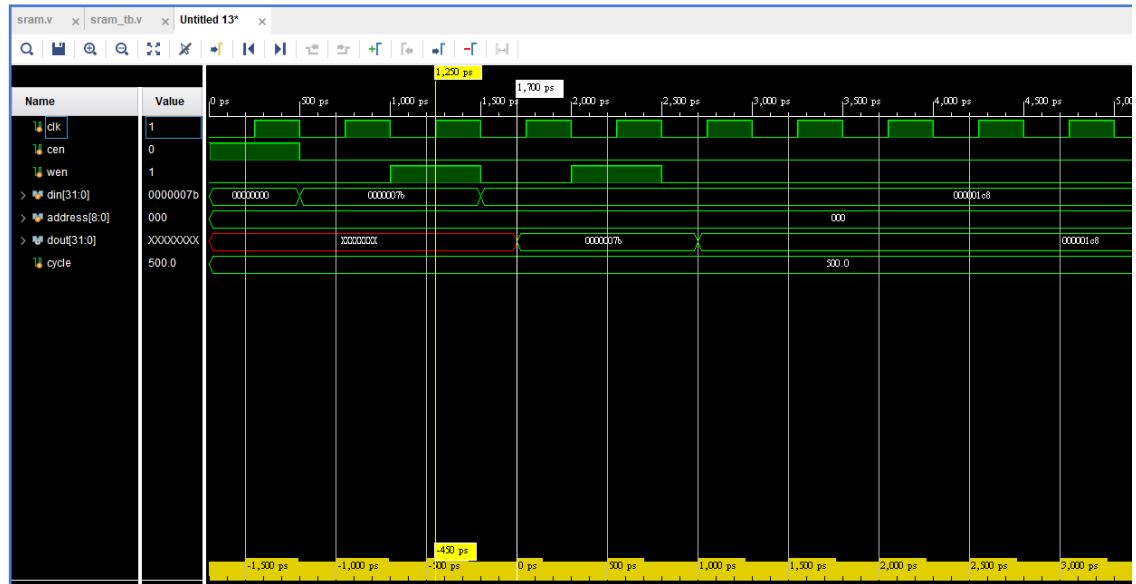 sram.v × sram_tb.v × Untitled 13* ×
1,250 ps
1,700 ps
Name Value 0 ps 500 ps 1,000 ps 1,500 ps 2,000 ps 2,500 ps 3,000 ps 3,500 ps 4,000 ps 4,500 ps 5,0
clk 1
cen 0
wen 1
din[31:0] 0000007b 00000000 0000007b 000001c8
address[8:0] 000 000
dout[31:0] XXXXXXXX XXXXXXXX 0000007b 000001c8
cycle 500.0 500.0
-450 ps
-1,500 ps -1,000 ps -500 ps 0 ps 500 ps 1,000 ps 1,500 ps 2,000 ps 2,500 ps 3,000 ps